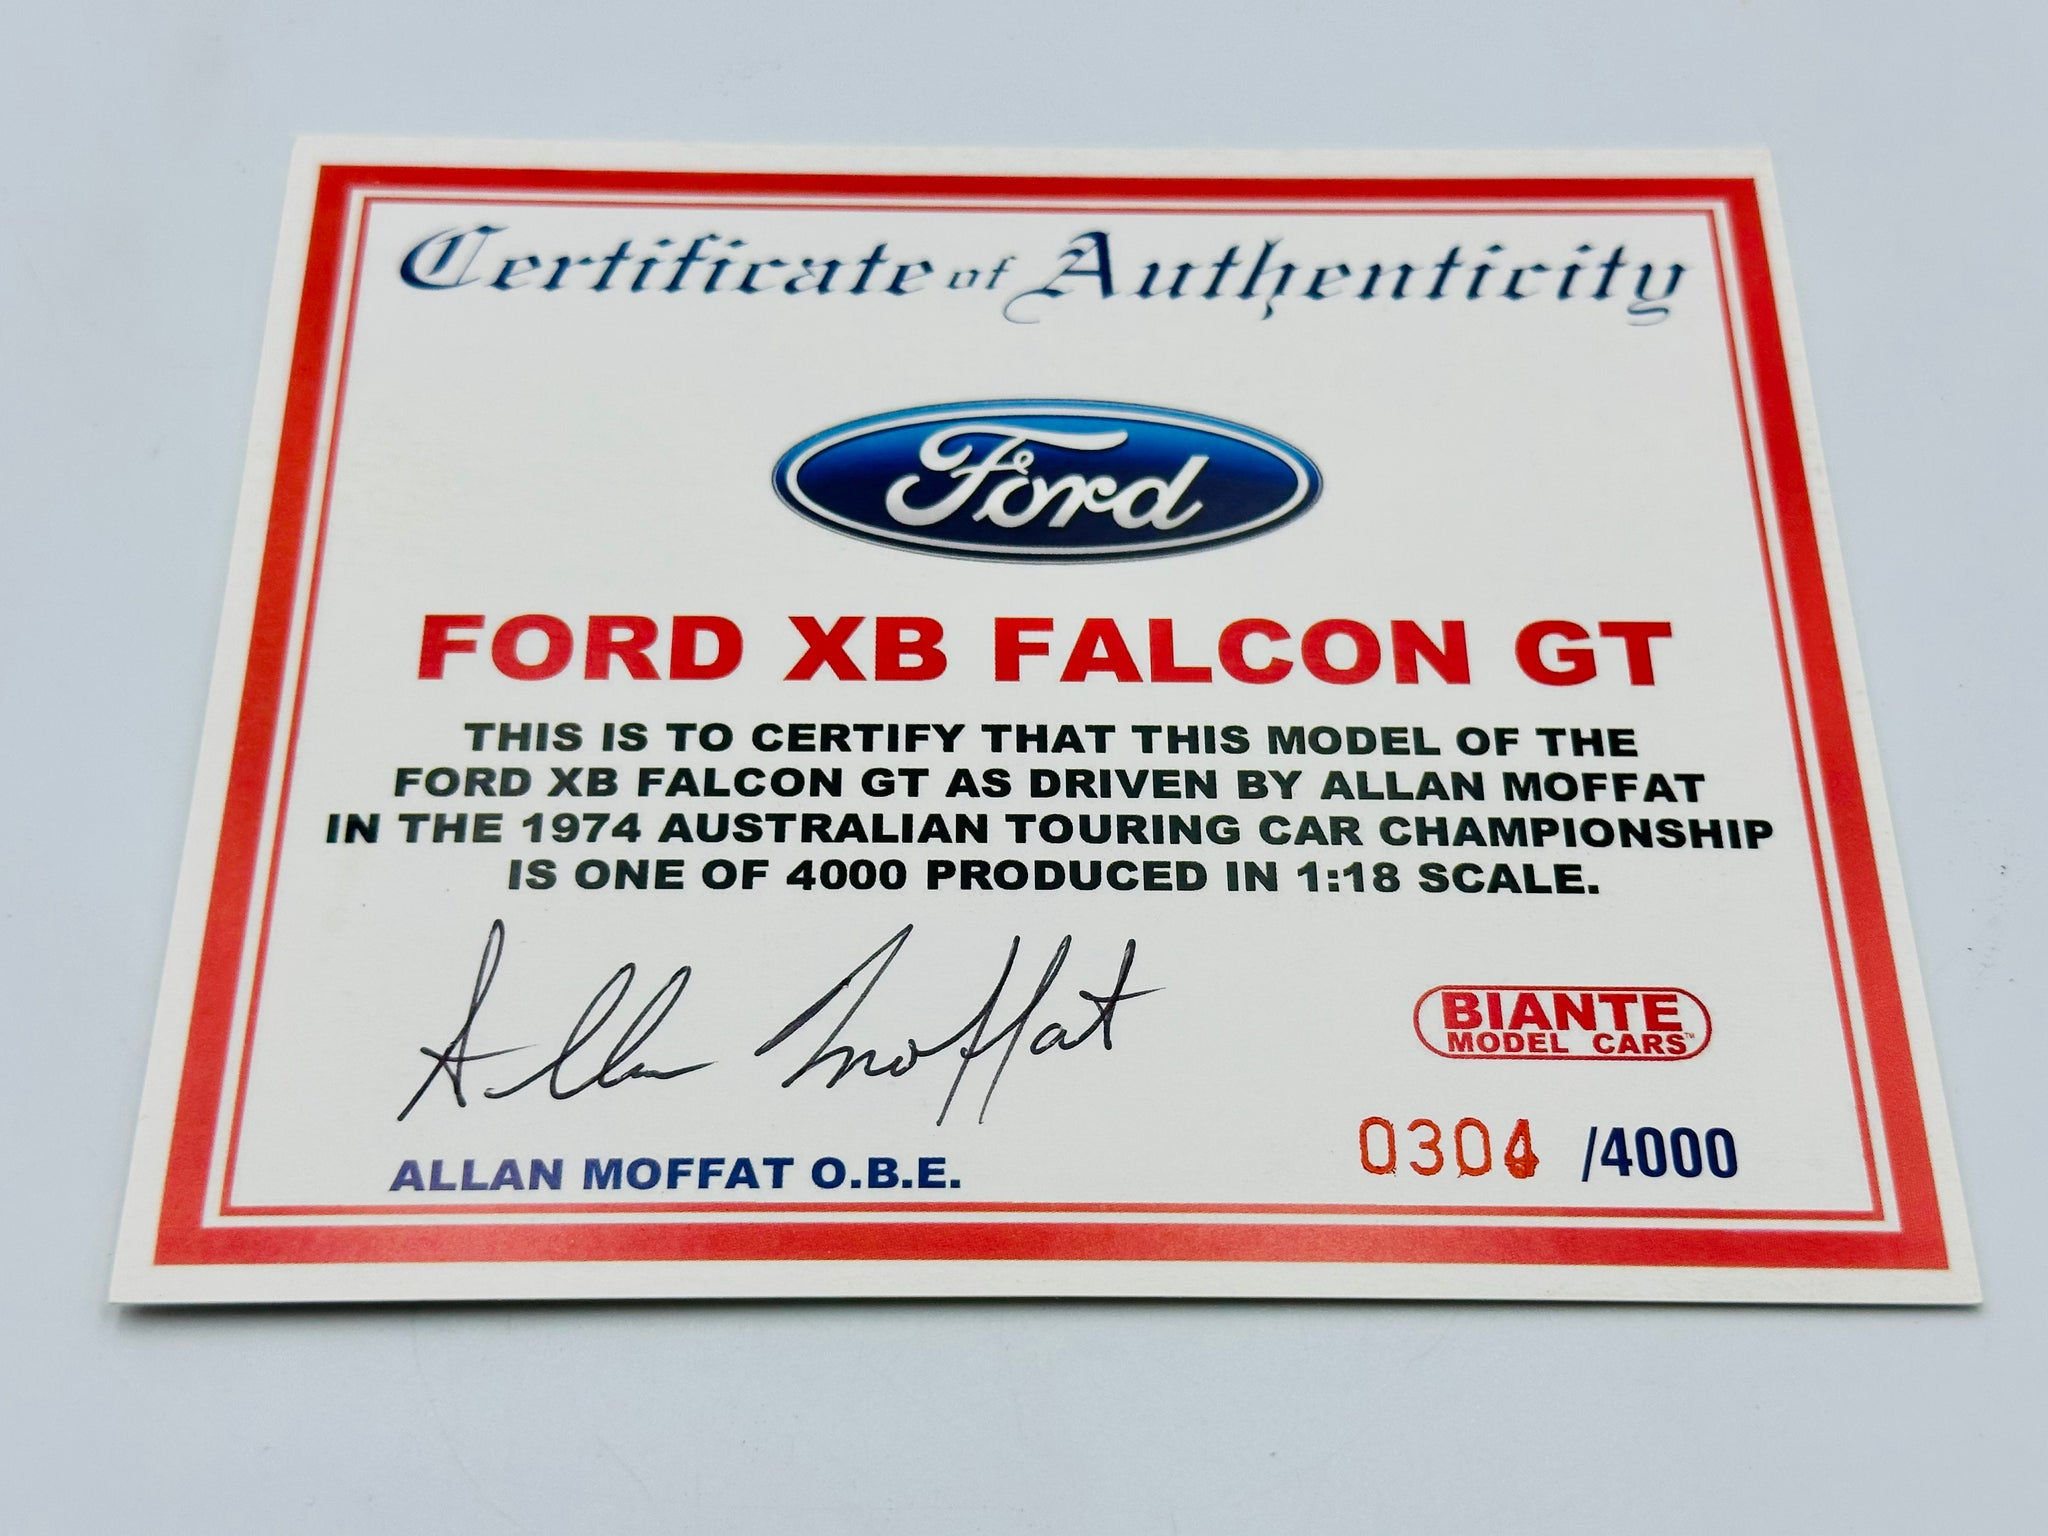 Certificate of Authenticity
Ford
FORD XB FALCON GT
THIS IS TO CERTIFY THAT THIS MODEL OF THE
FORD XB FALCON GT AS DRIVEN BY ALLAN MOFFAT
IN THE 1974 AUSTRALIAN TOURING CAR CHAMPIONSHIP
IS ONE OF 4000 PRODUCED IN 1:18 SCALE.
Allan Moffat
ALLAN MOFFAT O.B.E.
BIANTE
MODEL CARS™
0304 /4000